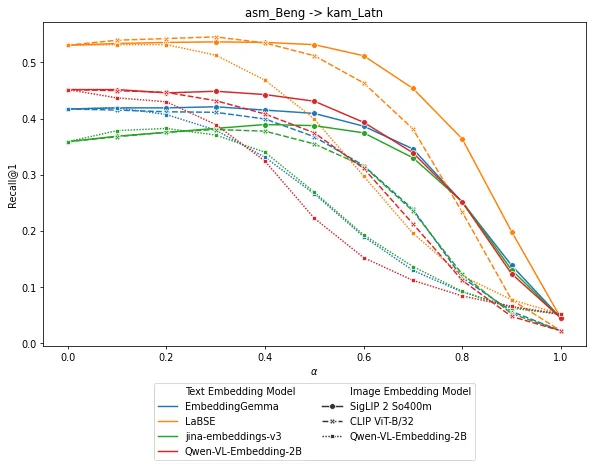 asm_Beng -> kam_Latn
Recall@1
0.5
0.4
0.3
0.2
0.1
0.0
0.0 0.2 0.4 0.6 0.8 1.0
α
Text Embedding Model
EmbeddingGemma
LaBSE
jina-embeddings-v3
Qwen-VL-Embedding-2B
Image Embedding Model
SigLIP 2 So400m
CLIP ViT-B/32
Qwen-VL-Embedding-2B